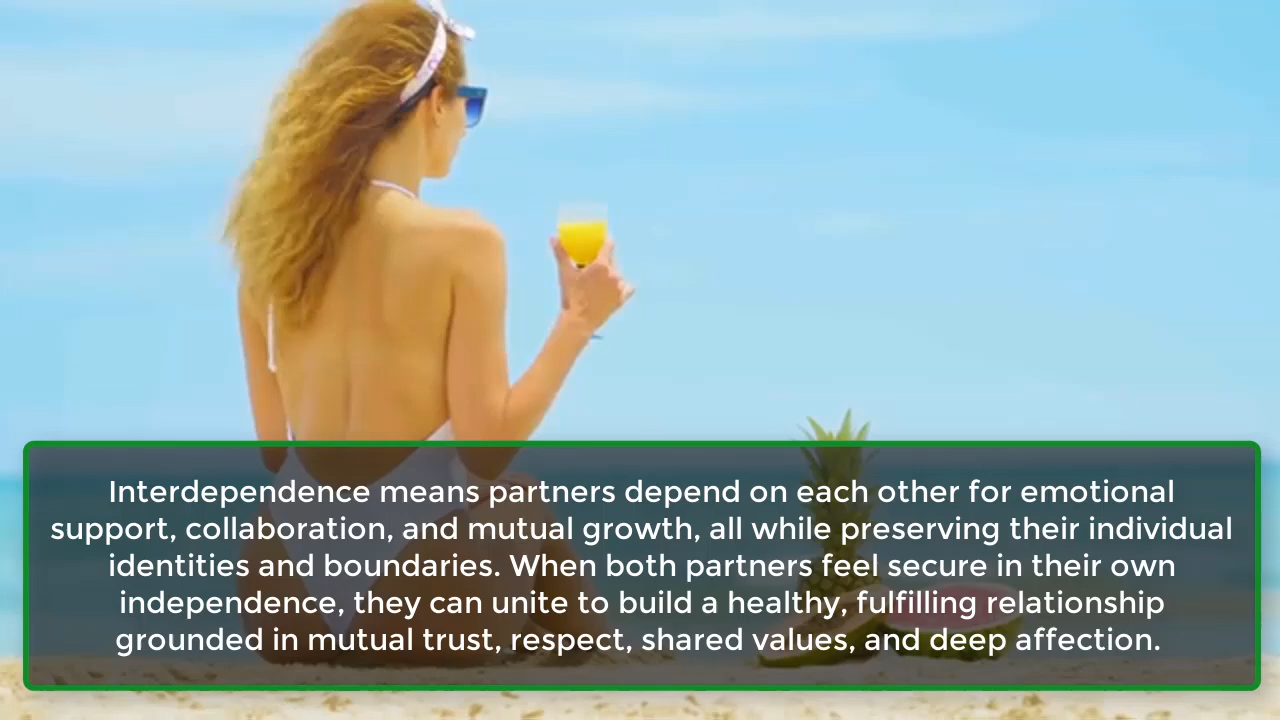 Interdependence means partners depend on each other for emotional
support, collaboration, and mutual growth, all while preserving their individual
identities and boundaries. When both partners feel secure in their own
independence, they can unite to build a healthy, fulfilling relationship
grounded in mutual trust, respect, shared values, and deep affection.